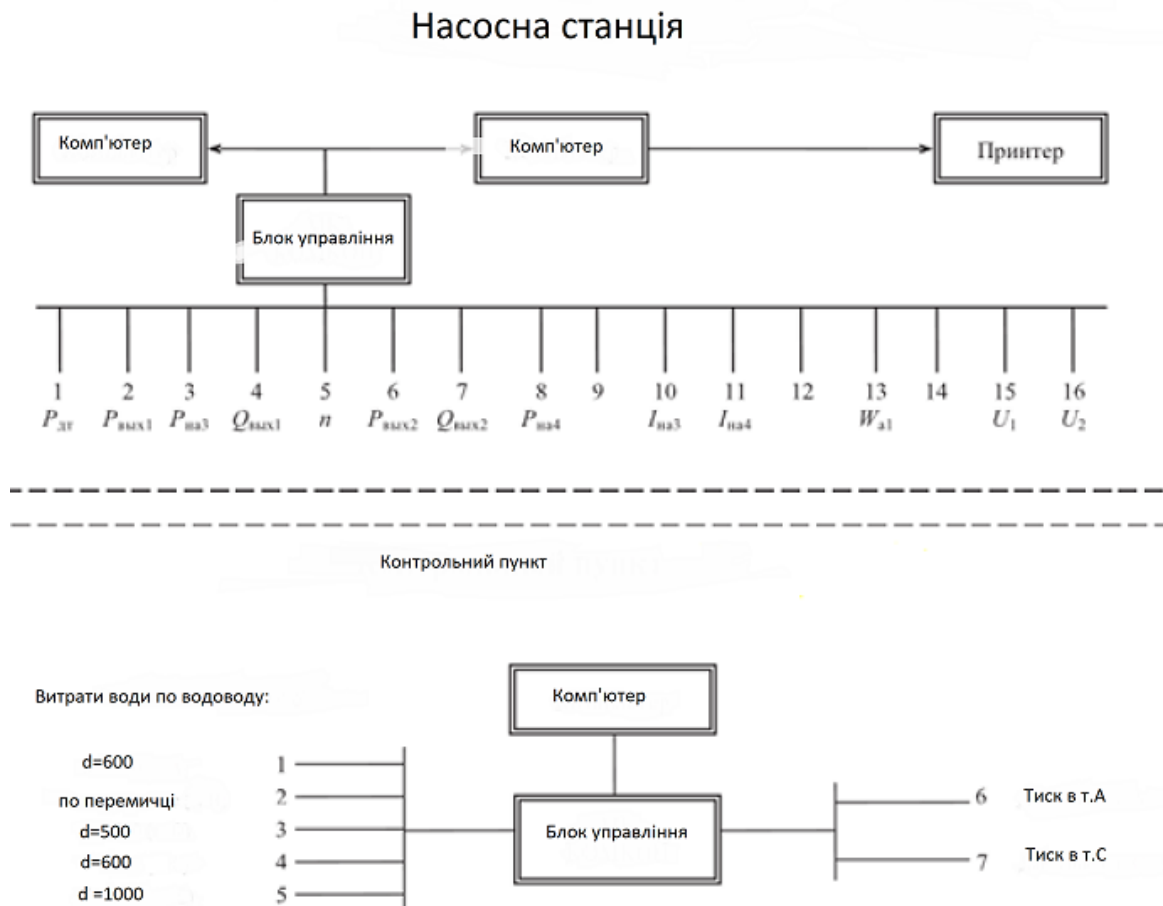 Насосна станція
Комп'ютер
Комп'ютер
Принтер
Блок управління
1 2 3 4 5 6 7 8 9 10 11 12 13 14 15 16
Pдт Pвых1 Pна3 Qвых1 n Pвых2 Qвых2 Pна4 Iна3 Iна4 Wа1 U1 U2
Контрольний пункт
Комп'ютер
Витрати води по водоводу:
d=600 1
по перемичці 2
d=500 3
d=600 4
d =1000 5
Блок управління
6 Тиск в т.А
7 Тиск в т.С